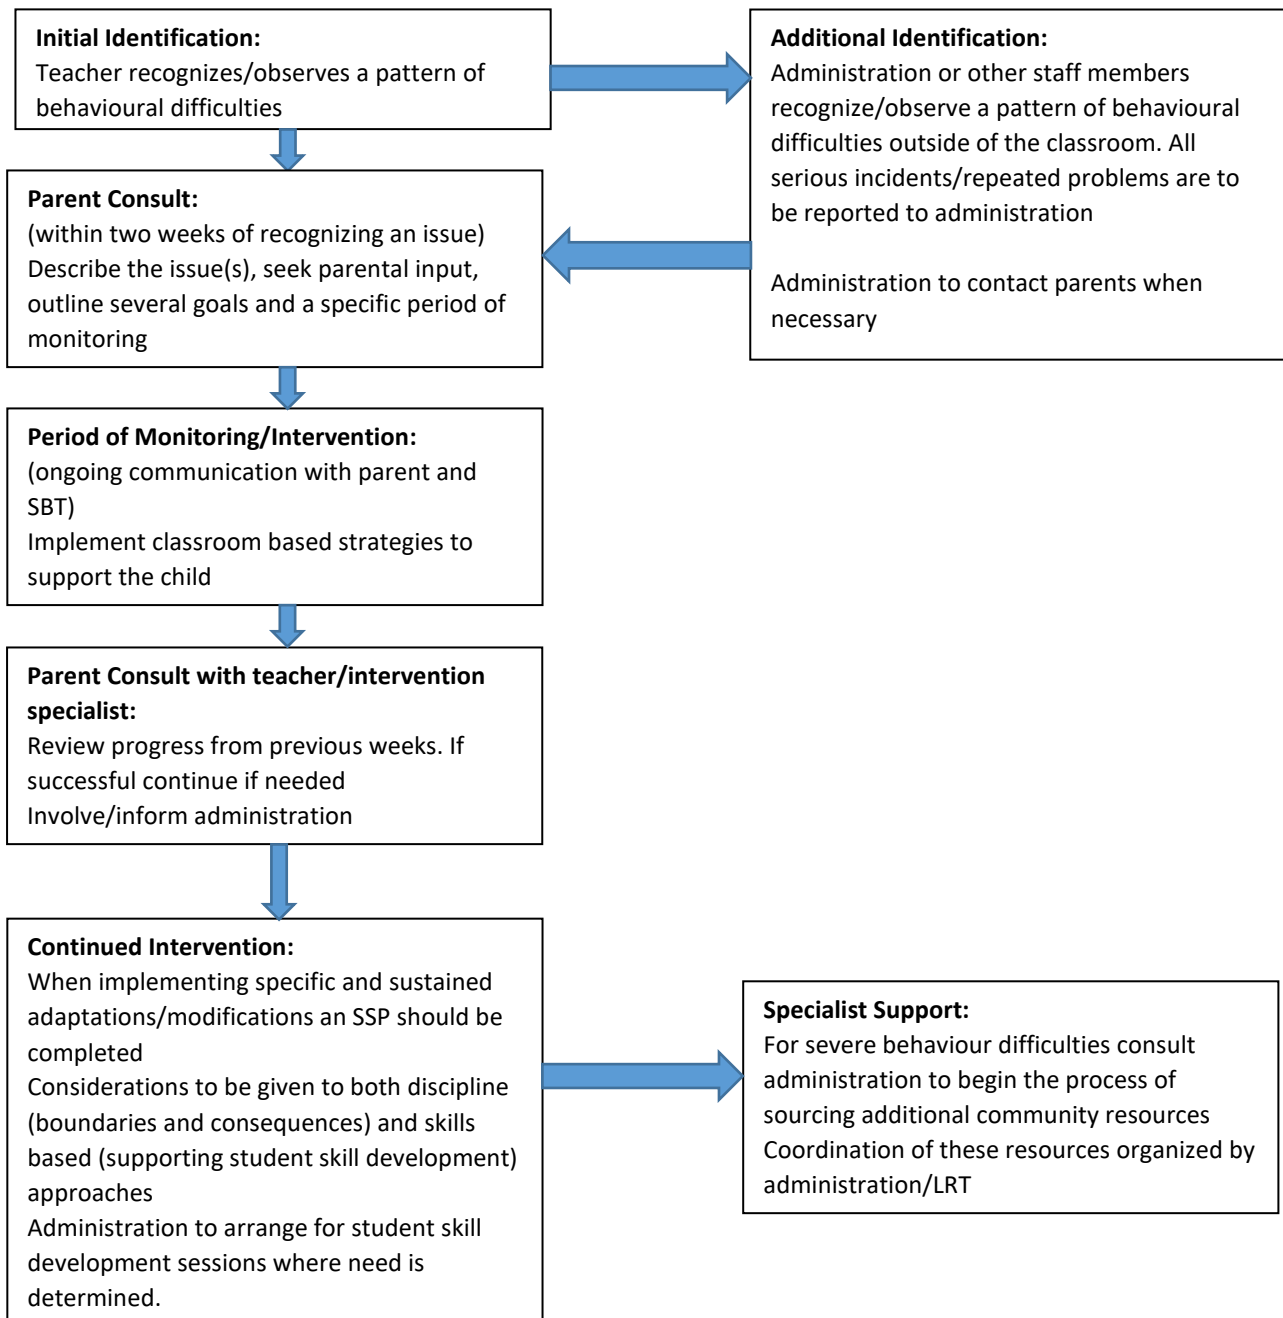 Initial Identification:
Teacher recognizes/observes a pattern of
behavioural difficulties
Additional Identification:
Administration or other staff members
recognize/observe a pattern of behavioural
difficulties outside of the classroom. All
serious incidents/repeated problems are to
be reported to administration
Administration to contact parents when
necessary
Parent Consult:
(within two weeks of recognizing an issue)
Describe the issue(s), seek parental input,
outline several goals and a specific period of
monitoring
Period of Monitoring/Intervention:
(ongoing communication with parent and
SBT)
Implement classroom based strategies to
support the child
Parent Consult with teacher/intervention
specialist:
Review progress from previous weeks. If
successful continue if needed
Involve/inform administration
Continued Intervention:
When implementing specific and sustained
adaptations/modifications an SSP should be
completed
Considerations to be given to both discipline
(boundaries and consequences) and skills
based (supporting student skill development)
approaches
Administration to arrange for student skill
development sessions where need is
determined.
Specialist Support:
For severe behaviour difficulties consult
administration to begin the process of
sourcing additional community resources
Coordination of these resources organized by
administration/LRT